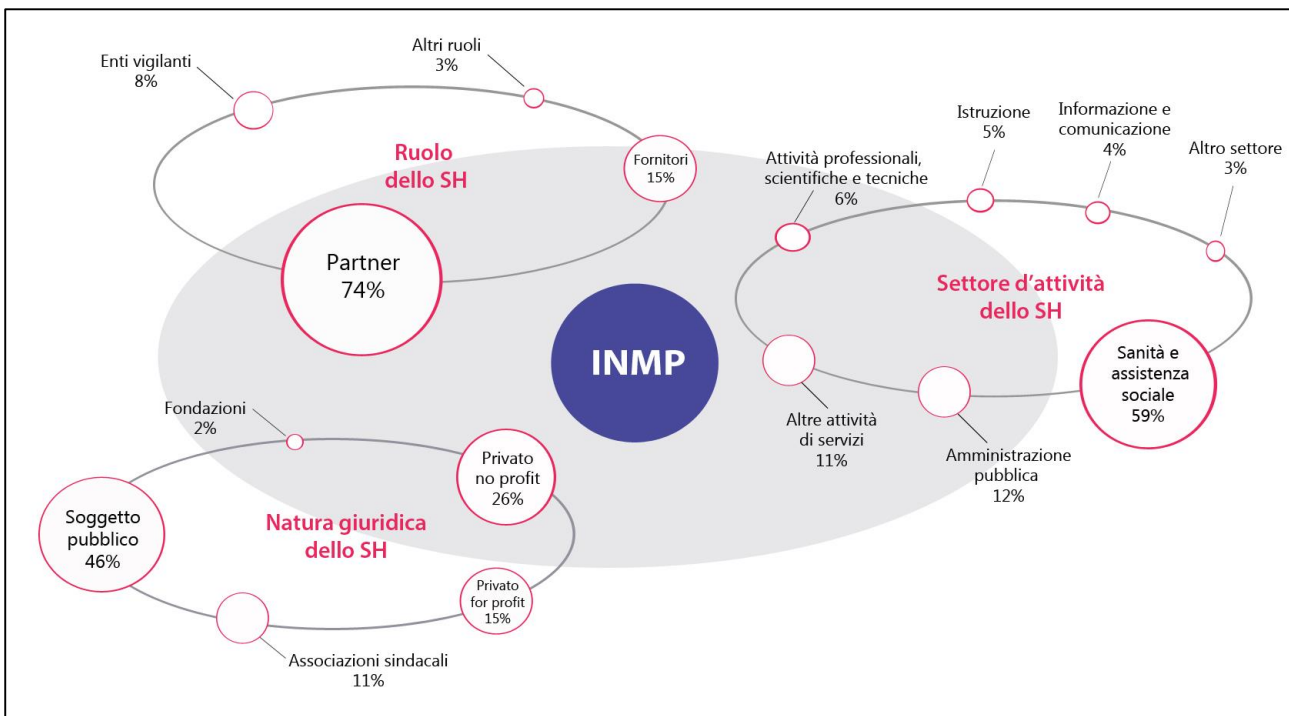 Enti vigilanti
8%
Altri ruoli
3%
Ruolo
dello SH
Fornitori
15%
Partner
74%
Istruzione
5%
Informazione e
comunicazione
4%
Altro settore
3%
Attività professionali,
scientifiche e tecniche
6%
Settore d'attività
dello SH
Sanità e
assistenza
sociale
59%
Altre attività
di servizi
11%
Amministrazione
pubblica
12%
INMP
Fondazioni
2%
Privato
no profit
26%
Soggetto
pubblico
46%
Natura giuridica
dello SH
Privato
for profit
15%
Associazioni sindacali
11%